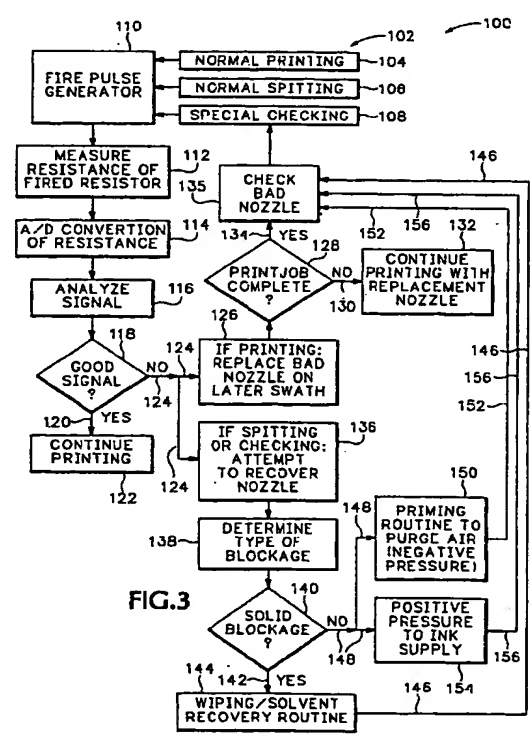 110
102
100
FIRE PULSE
GENERATOR
NORMAL PRINTING
104
NORMAL SPITTING
106
SPECIAL CHECKING
108
MEASURE
RESISTANCE OF
FIRED RESISTOR
112
135
CHECK
BAD
NOZZLE
146
156
152
A/D CONVERTION
OF RESISTANCE
114
134
YES
128
132
ANALYZE
SIGNAL
116
PRINTJOB
COMPLETE
?
NO
130
CONTINUE
PRINTING WITH
REPLACEMENT
NOZZLE
118
126
146
156
152
GOOD
SIGNAL
?
NO
124
124
IF PRINTING:
REPLACE BAD
NOZZLE ON
LATER SWATH
120
YES
CONTINUE
PRINTING
122
124
IF SPITTING
OR CHECKING:
ATTEMPT
TO RECOVER
NOZZLE
136
150
138
DETERMINE
TYPE OF
BLOCKAGE
148
PRIMING
ROUTINE TO
PURGE AIR
(NEGATIVE
PRESSURE)
FIG.3
140
SOLID
BLOCKAGE
?
NO
148
POSITIVE
PRESSURE
TO INK
SUPPLY
156
154
144
142
YES
WIPING/SOLVENT
RECOVERY ROUTINE
146